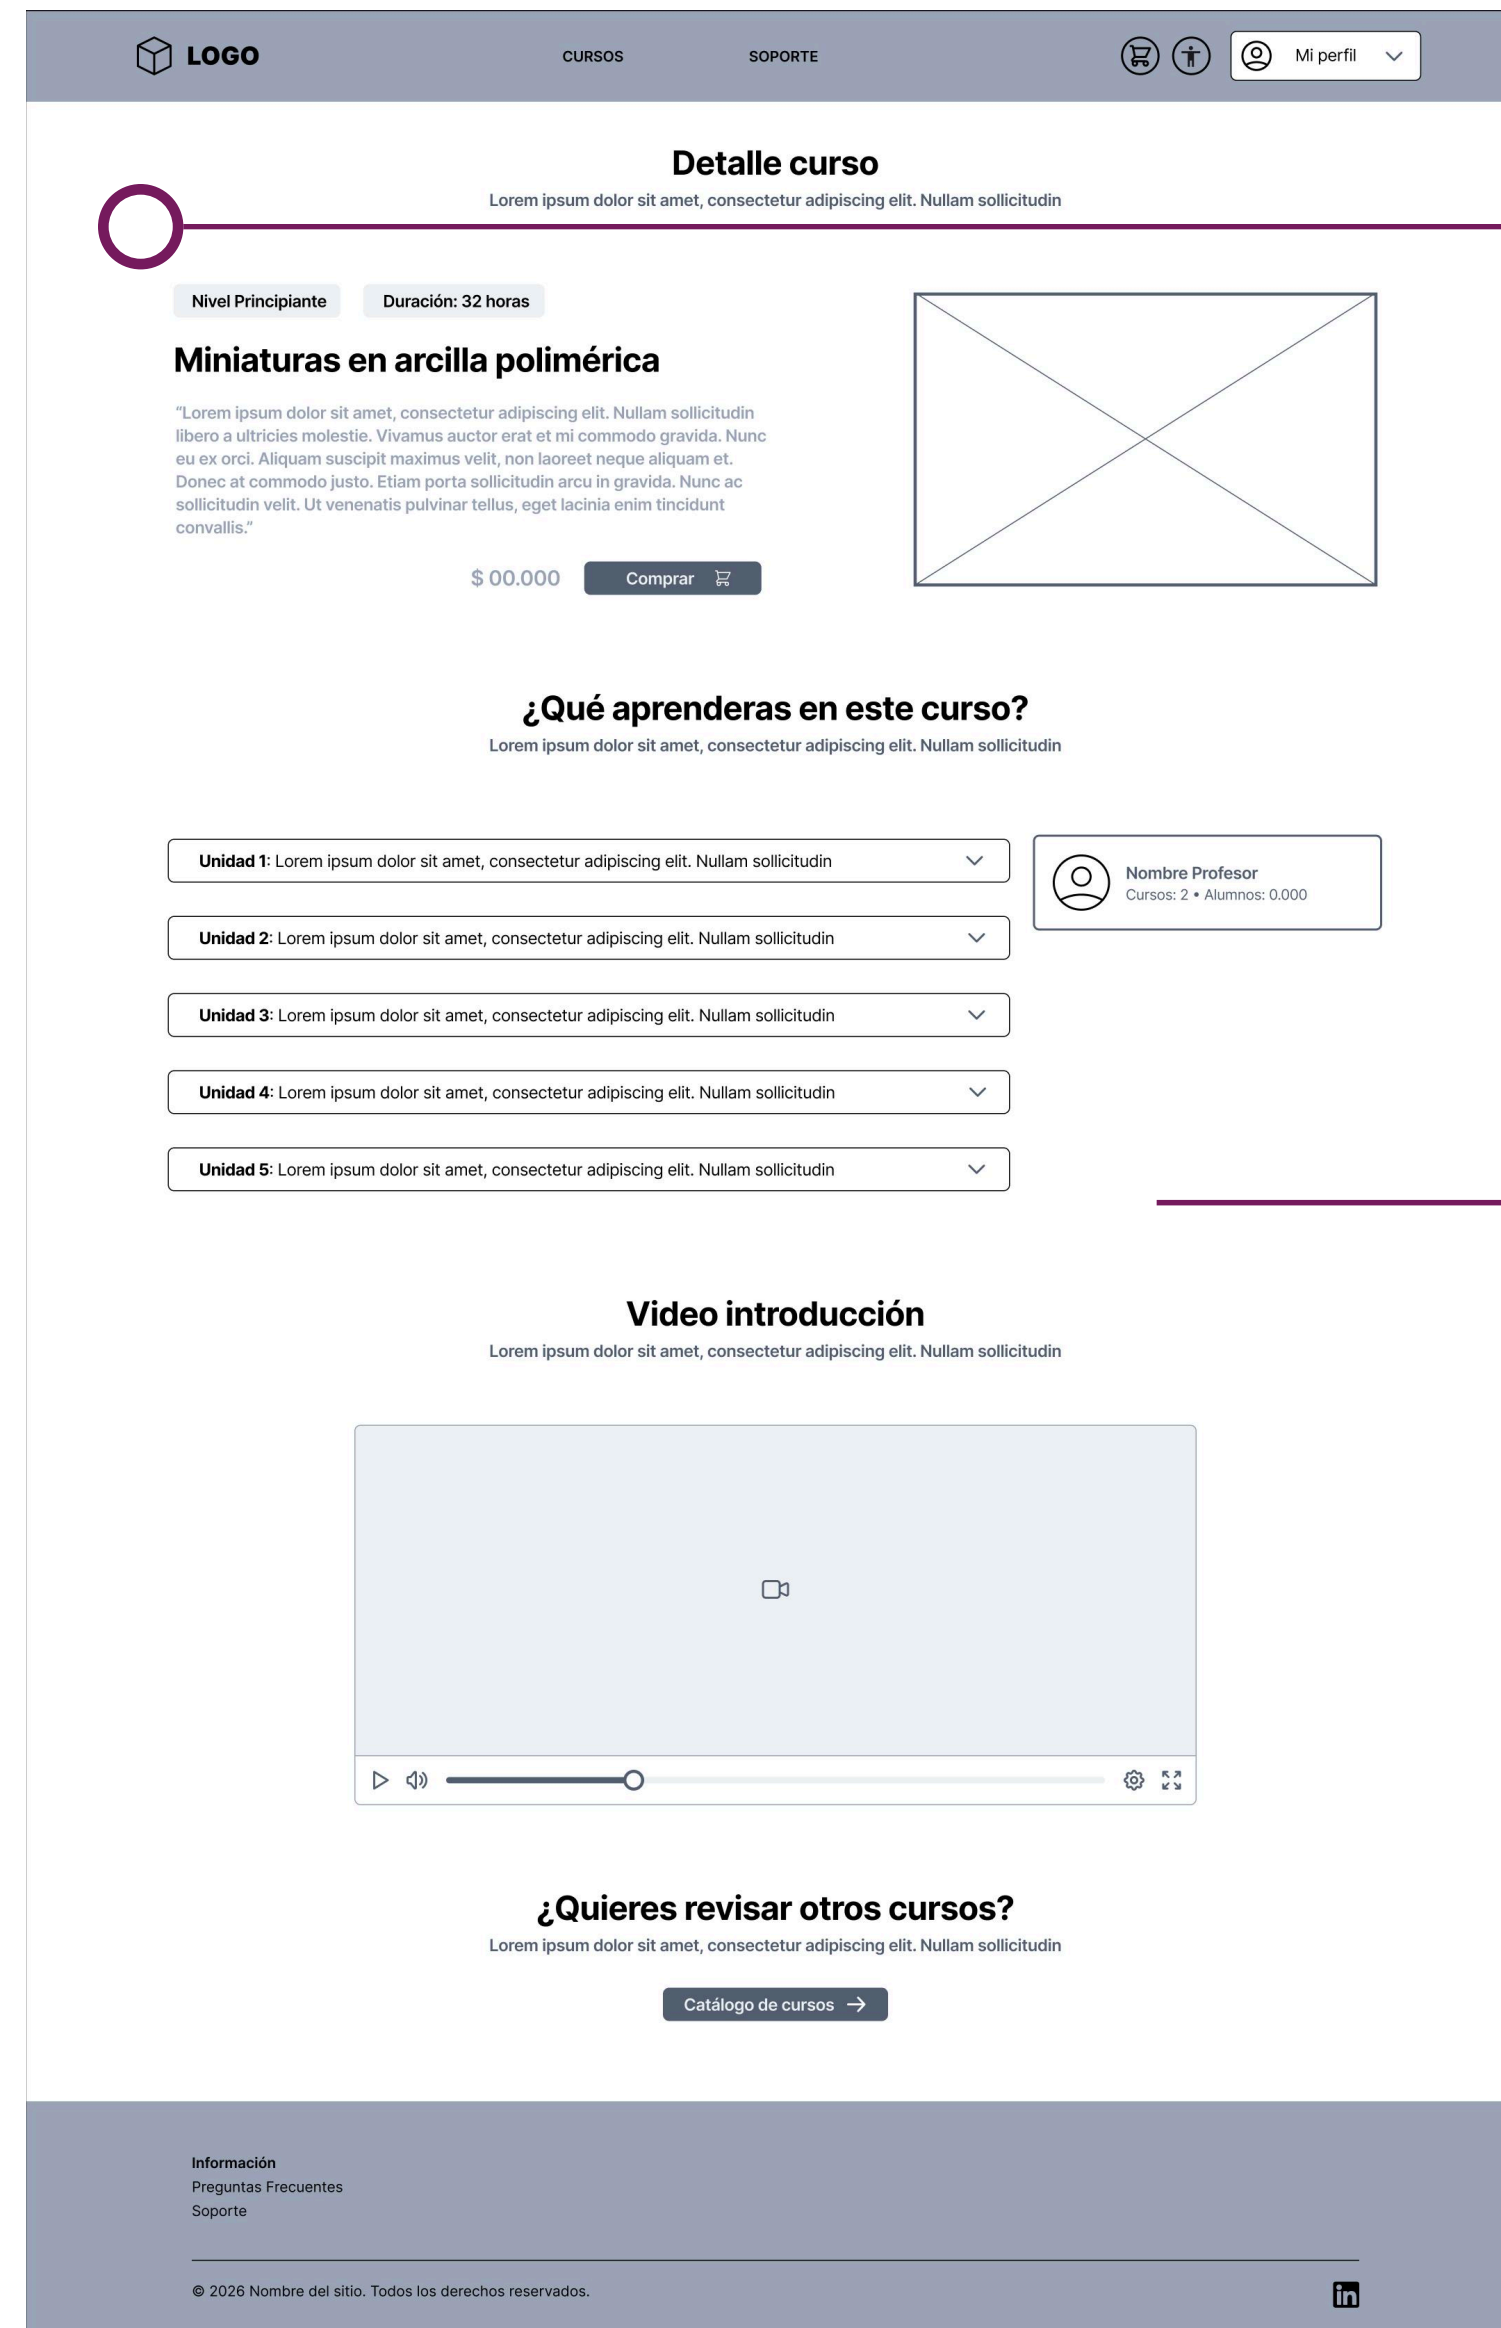 LOGO
CURSOS
SOPORTE
Mi perfil
Detalle curso
Lorem ipsum dolor sit amet, consectetur adipiscing elit. Nullam sollicitudin
Nivel Principiante
Duración: 32 horas
Miniaturas en arcilla polimérica
“Lorem ipsum dolor sit amet, consectetur adipiscing elit. Nullam sollicitudin
libero a ultricies molestie. Vivamus auctor erat et mi commodo gravida. Nunc
eu ex orci. Aliquam suscipit maximus velit, non laoreet neque aliquam et.
Donec at commodo justo. Etiam porta sollicitudin arcu in gravida. Nunc ac
sollicitudin velit. Ut venenatis pulvinar tellus, eget lacinia enim tincidunt
convallis.”
$ 00.000
Comprar
¿Qué aprenderas en este curso?
Lorem ipsum dolor sit amet, consectetur adipiscing elit. Nullam sollicitudin
Unidad 1: Lorem ipsum dolor sit amet, consectetur adipiscing elit. Nullam sollicitudin
Unidad 2: Lorem ipsum dolor sit amet, consectetur adipiscing elit. Nullam sollicitudin
Unidad 3: Lorem ipsum dolor sit amet, consectetur adipiscing elit. Nullam sollicitudin
Unidad 4: Lorem ipsum dolor sit amet, consectetur adipiscing elit. Nullam sollicitudin
Unidad 5: Lorem ipsum dolor sit amet, consectetur adipiscing elit. Nullam sollicitudin
Nombre Profesor
Cursos: 2 • Alumnos: 0.000
Video introducción
Lorem ipsum dolor sit amet, consectetur adipiscing elit. Nullam sollicitudin
¿Quieres revisar otros cursos?
Lorem ipsum dolor sit amet, consectetur adipiscing elit. Nullam sollicitudin
Catálogo de cursos
Información
Preguntas Frecuentes
Soporte
© 2026 Nombre del sitio. Todos los derechos reservados.
in